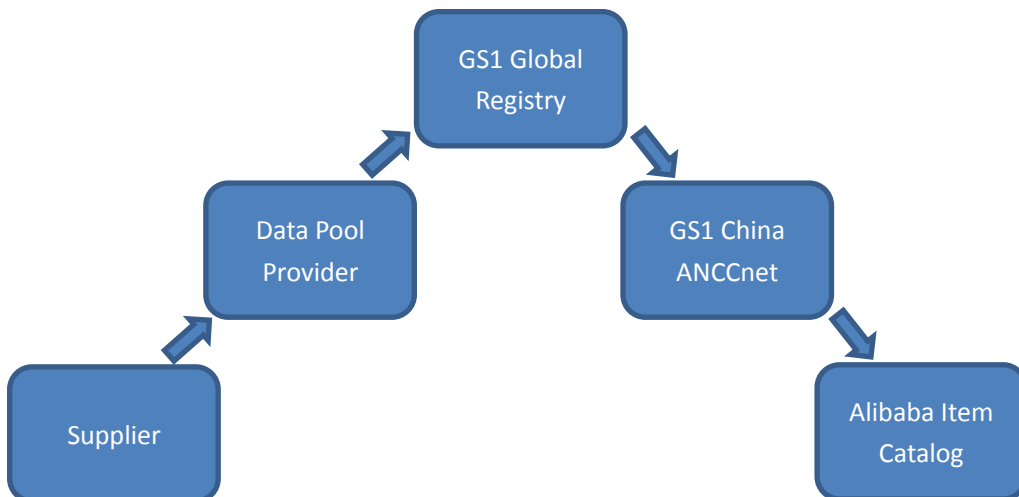 GS1 Global
Registry
Data Pool
Provider
GS1 China
ANCCnet
Supplier
Alibaba Item
Catalog